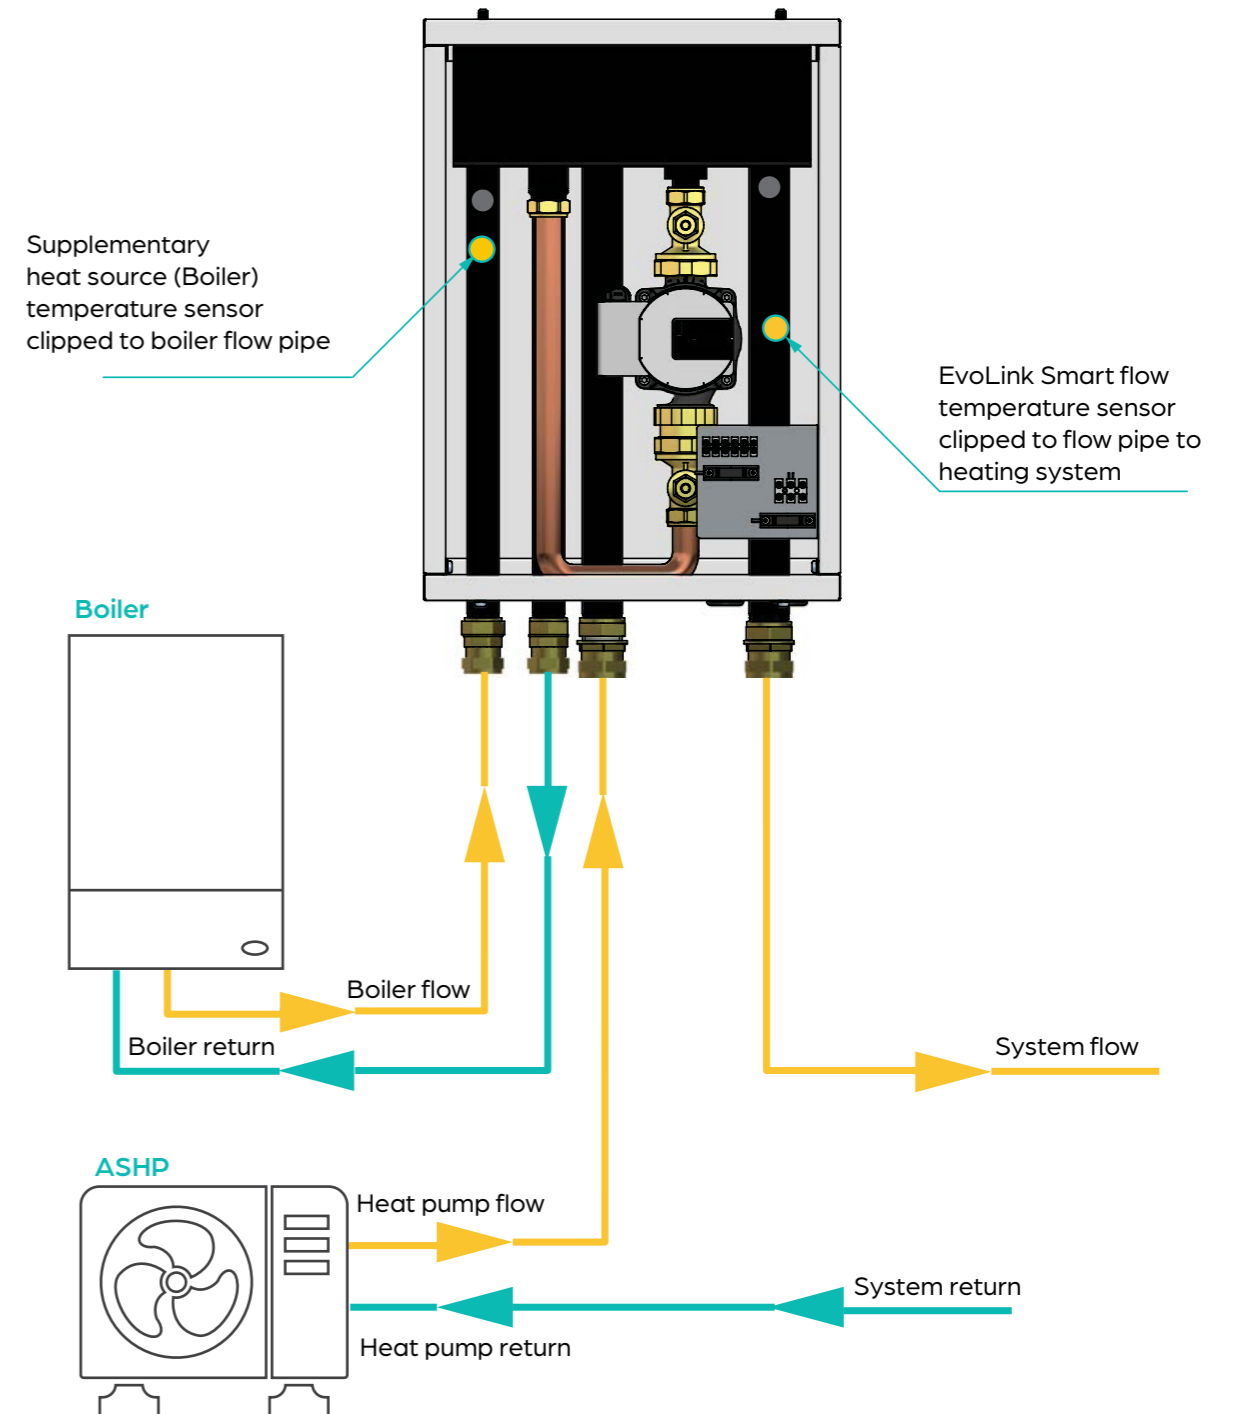 Supplementary
heat source (Boiler)
temperature sensor
clipped to boiler flow pipe
EvoLink Smart flow
temperature sensor
clipped to flow pipe to
heating system
Boiler
Boiler flow
Boiler return
System flow
ASHP
Heat pump flow
System return
Heat pump return